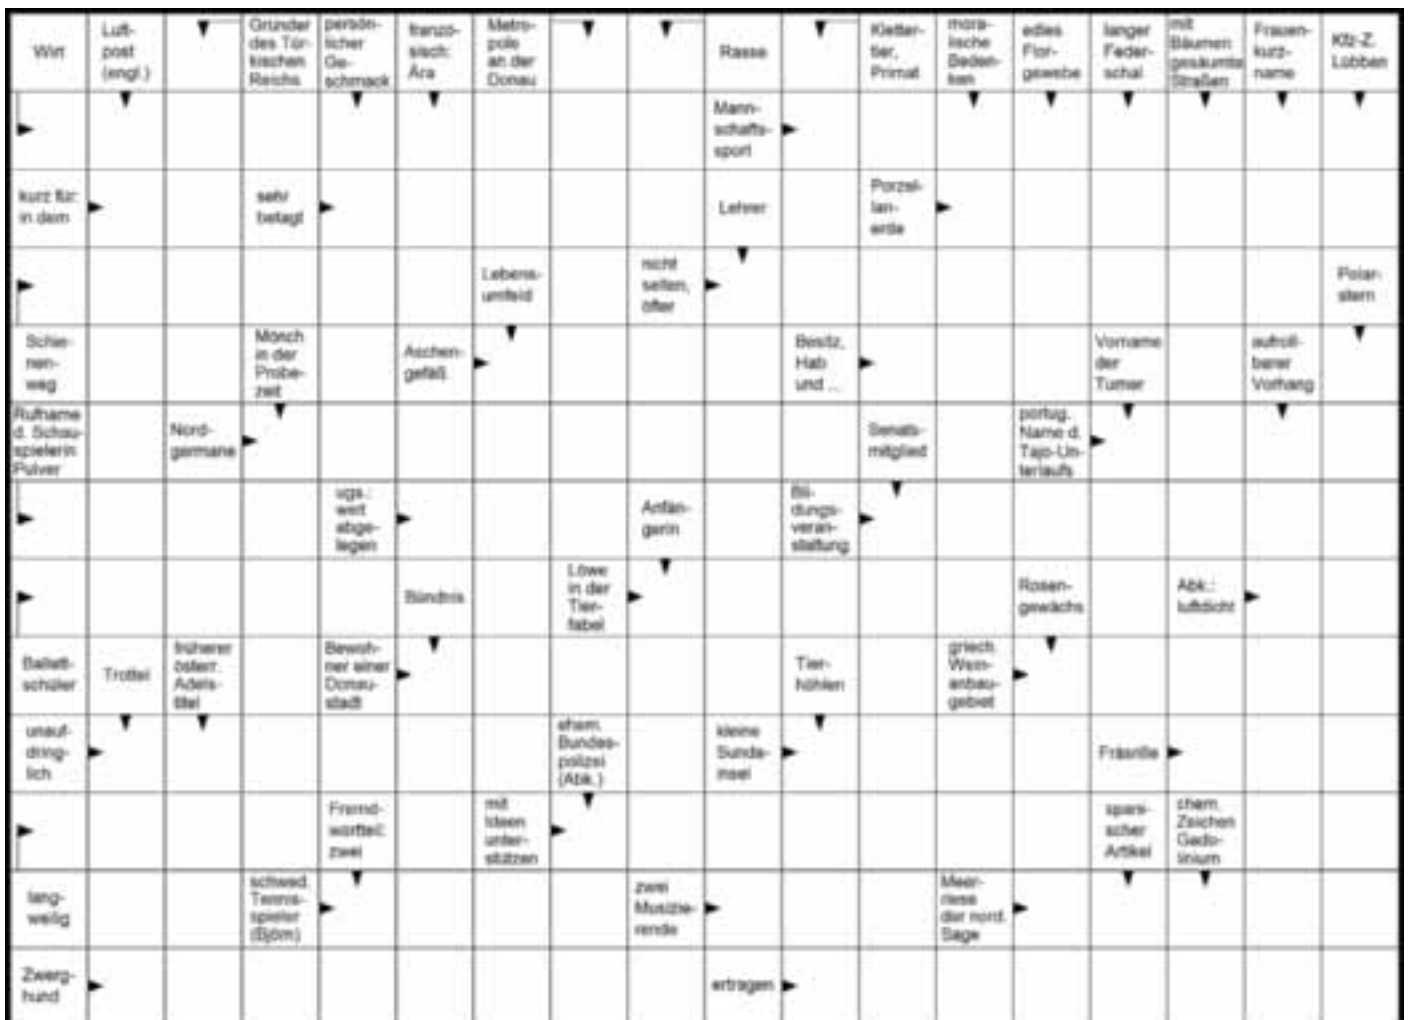 Wirt
Luft-
post
(engl.)
Gründer
des Tür-
kischen
Reichs
persön-
licher
Ge-
schmack
franzö-
sisch:
Ära
Metro-
pole
an der
Donau
Rasse
Kletter-
tier,
Primat
mora-
lische
Beden-
ken
edles
Flor-
gewebe
langer
Feder-
schal
mit
Bäumen
gesäumte
Straßen
Frauen-
kurz-
name
Kfz-Z.
Lübben
Mann-
schafts-
sport
kurz für:
in dem
sehr
betagt
Lehrer
Porzel-
lan-
erde
Lebens-
umfeld
nicht
selten,
öfter
Polar-
stern
Schie-
nen-
weg
Mönch
in der
Probe-
zeit
Aschen-
gefäß
Besitz,
Hab
und ...
Vorname
der
Turner
aufroll-
barer
Vorhang
Rufname
d. Schau-
spielerin
Pulver
Nord-
germane
Senats-
mitglied
portug.
Name d.
Tajo-Un-
terlaufs
ugs.:
weit
abge-
legen
Anfän-
gerin
Bil-
dungs-
veran-
staltung
Bündnis
Löwe
in der
Tier-
fabel
Rosen-
gewächs
Abk.:
luftdicht
Ballett-
schüler
Trottel
früherer
österr.
Adels-
titel
Bewoh-
ner einer
Donau-
stadt
Tier-
höhlen
griech.
Wein-
anbau-
gebiet
unauf-
dring-
lich
ehem.
Bundes-
polizei
(Abk.)
kleine
Sunda-
insel
Fräsrille
Fremd-
wortteil:
zwei
mit
Ideen
unter-
stützen
spani-
scher
Artikel
chem.
Zeichen
Gado-
linium
lang-
weilig
schwed.
Tennis-
spieler
(Björn)
zwei
Musizie-
rende
Meer-
riese
der nord.
Sage
Zwerg-
hund
ertragen